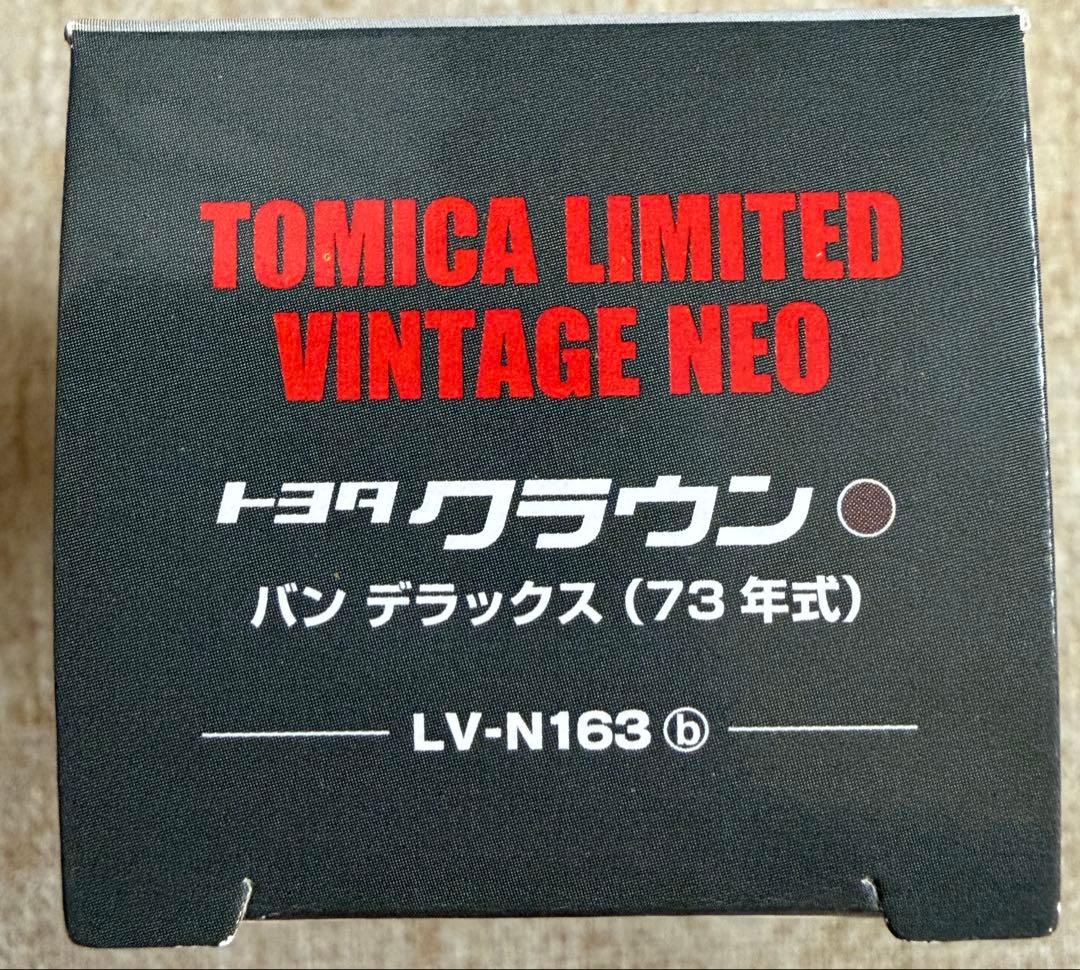 TOMICA LIMITED
VINTAGE NEO
トヨタ クラウン
バン デラックス（73 年式）
LV-N163 ⓑ